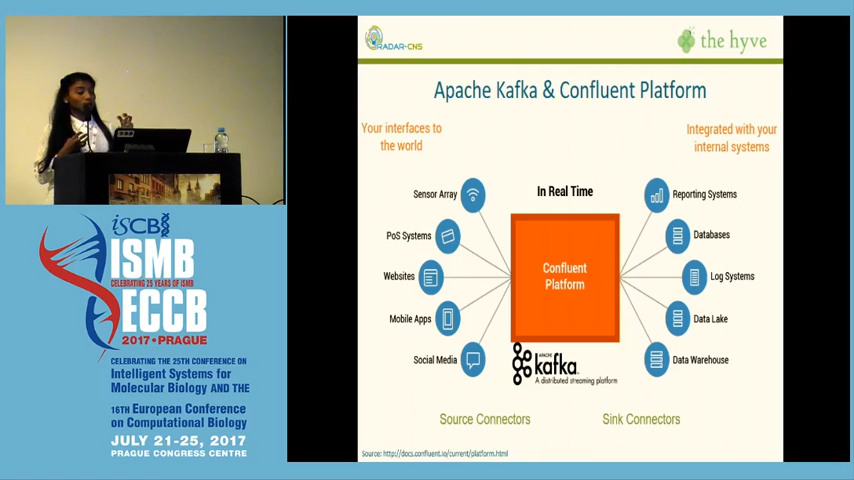 RADAR-CNS
the hyve
Apache Kafka & Confluent Platform
Your interfaces to
the world
Integrated with your
internal systems
In Real Time
Sensor Array
PoS Systems
Websites
Mobile Apps
Social Media
Confluent
Platform
Reporting Systems
Databases
Log Systems
Data Lake
Data Warehouse
APACHE
kafka
A distributed streaming platform
Source Connectors
Sink Connectors
Source: http://docs.confluent.io/current/platform.html
iSCB
ISMB
CELEBRATING 25 YEARS OF ISMB
ECCB
2017 • PRAGUE
CELEBRATING THE 25TH CONFERENCE ON
Intelligent Systems for
Molecular Biology AND THE
16TH European Conference
on Computational Biology
JULY 21-25, 2017
PRAGUE CONGRESS CENTRE